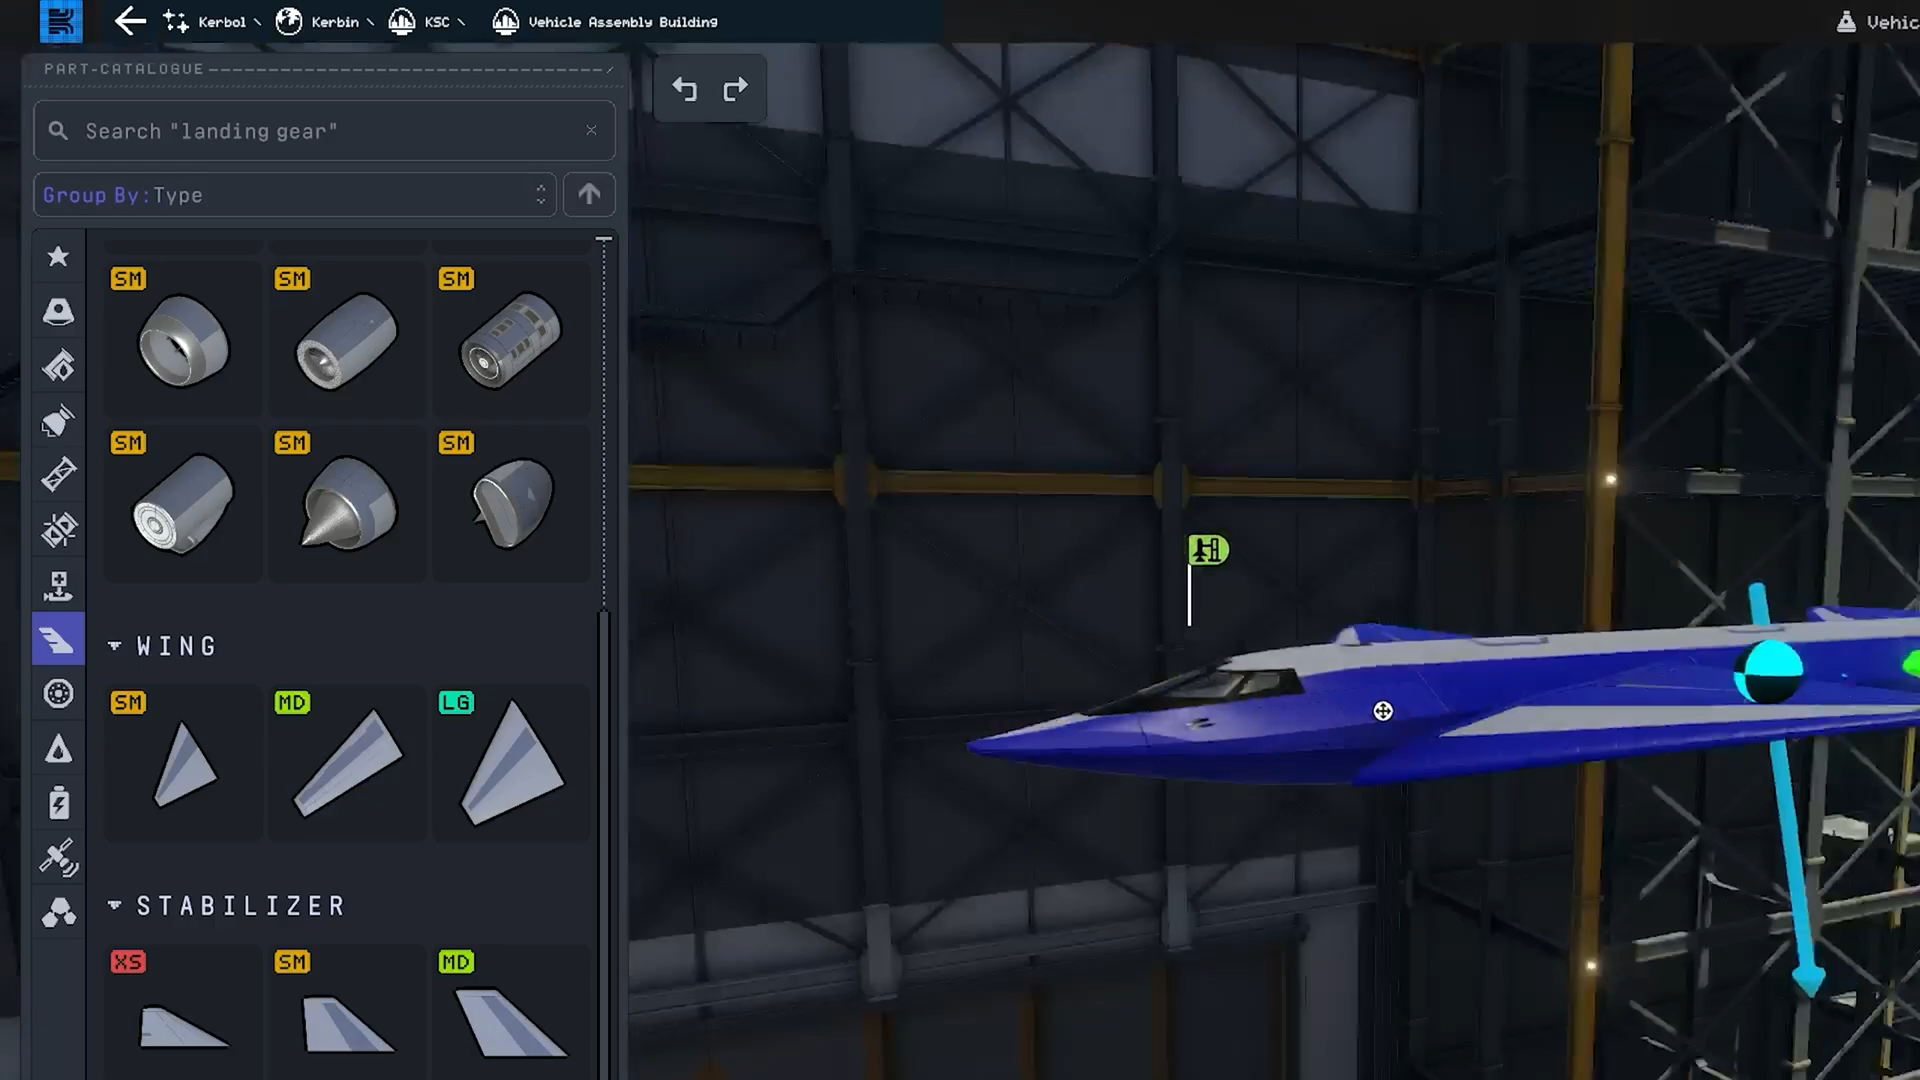 Kerbol
Kerbin
KSC
Vehicle Assembly Building
Vehic
PART-CATALOGUE
Search "landing gear"
Group By: Type
SM
SM
SM
SM
SM
SM
WING
SM
MD
LG
STABILIZER
XS
SM
MD